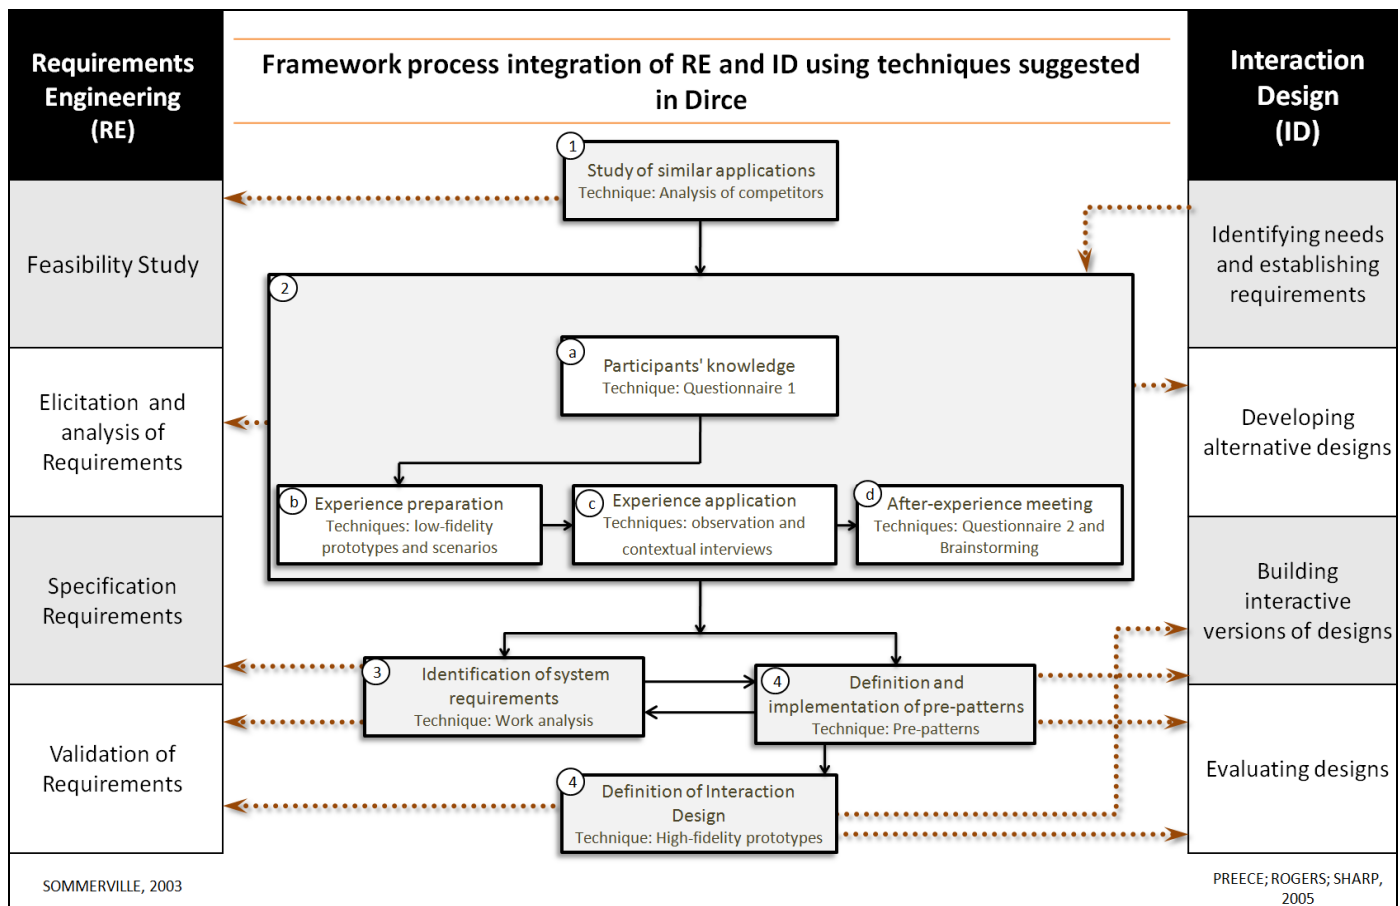 Requirements
Engineering
(RE)
Framework process integration of RE and ID using techniques suggested
in Dirce
Interaction
Design
(ID)
1
Study of similar applications
Technique: Analysis of competitors
Feasibility Study
Identifying needs
and establishing
requirements
2
a
Participants' knowledge
Technique: Questionnaire 1
Elicitation and
analysis of
Requirements
Developing
alternative designs
b
Experience preparation
Techniques: low-fidelity
prototypes and scenarios
c
Experience application
Techniques: observation and
contextual interviews
d
After-experience meeting
Techniques: Questionnaire 2 and
Brainstorming
Specification
Requirements
Building
interactive
versions of designs
3
Identification of system
requirements
Technique: Work analysis
4
Definition and
implementation of pre-patterns
Technique: Pre-patterns
Validation of
Requirements
Evaluating designs
4
Definition of Interaction
Design
Technique: High-fidelity prototypes
SOMMERVILLE, 2003
PREECE; ROGERS; SHARP,
2005